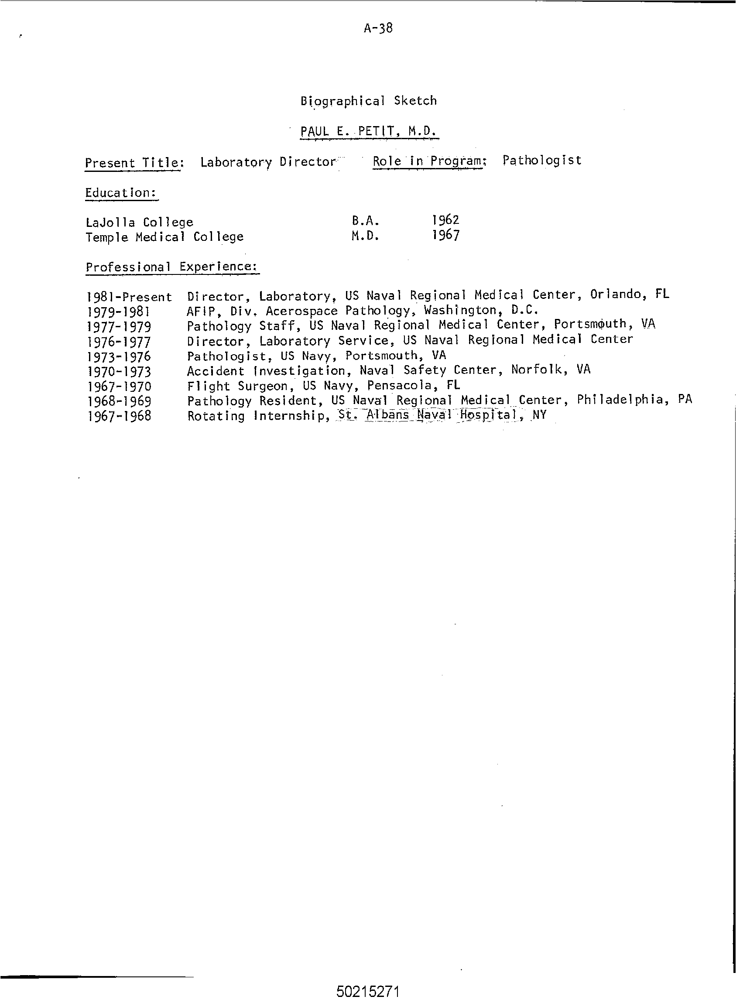 A-38
Biographical Sketch
PAUL E. PETIT, M.D.
Present Title: Laboratory Director Role in Program: Pathologist
Education:
LaJolla College B.A. 1962
Temple Medical College M.D. 1967
Professional Experience:
1981-Present Director, Laboratory, US Naval Regional Medical Center, Orlando, FL
1979-1981 AFIP, Div. Acerospace Pathology, Washington, D.C.
1977-1979 Pathology Staff, US Naval Regional Medical Center, Portsmouth, VA
1976-1977 Director, Laboratory Service, US Naval Regional Medical Center
1973-1976 Pathologist, US Navy, Portsmouth, VA
1970-1973 Accident Investigation, Naval Safety Center, Norfolk, VA
1967-1970 Flight Surgeon, US Navy, Pensacola, FL
1968-1969 Pathology Resident, US Naval Regional Medical Center, Philadelphia, PA
1967-1968 Rotating Internship, St. Albans Naval Hospital, NY
50215271